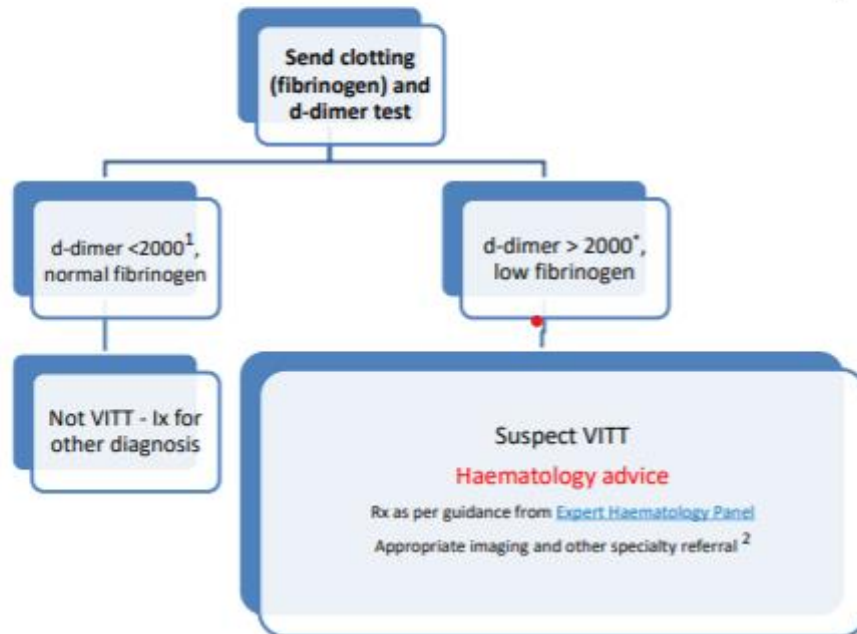 Send clotting
(fibrinogen) and
d-dimer test
d-dimer <2000¹,
normal fibrinogen
d-dimer > 2000*,
low fibrinogen
Not VITT - Ix for
other diagnosis
Suspect VITT
Haematology advice
Rx as per guidance from Expert Haematology Panel
Appropriate imaging and other specialty referral ²